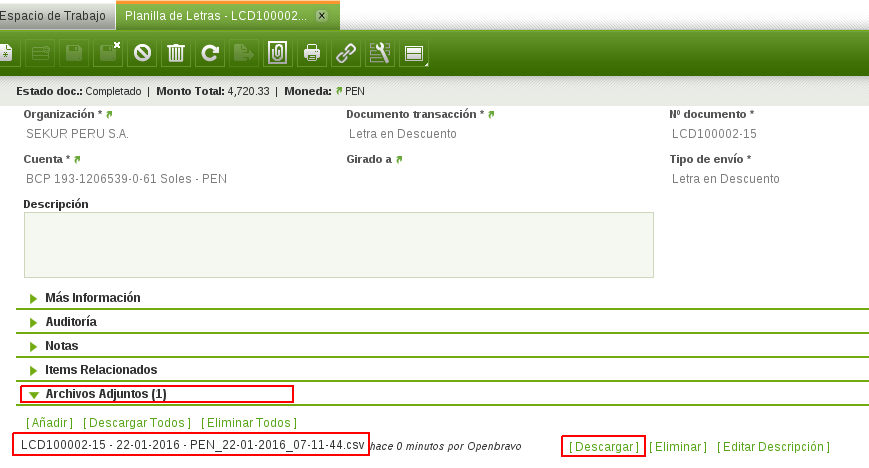 Espacio de Trabajo Planilla de Letras - LCD100002...
Estado doc.: Completado | Monto Total: 4,720.33 | Moneda: PEN
Organización * Documento transacción * Nº documento *
SEKUR PERU S.A. Letra en Descuento LCD100002-15
Cuenta * Girado a Tipo de envío *
BCP 193-1206539-0-61 Soles - PEN Letra en Descuento
Descripción
Más Información
Auditoría
Notas
Items Relacionados
Archivos Adjuntos (1)
[ Añadir ] [ Descargar Todos ] [ Eliminar Todos ]
LCD100002-15 - 22-01-2016 - PEN_22-01-2016_07-11-44.csv hace 0 minutos por Openbravo [ Descargar ] [ Eliminar ] [ Editar Descripción ]